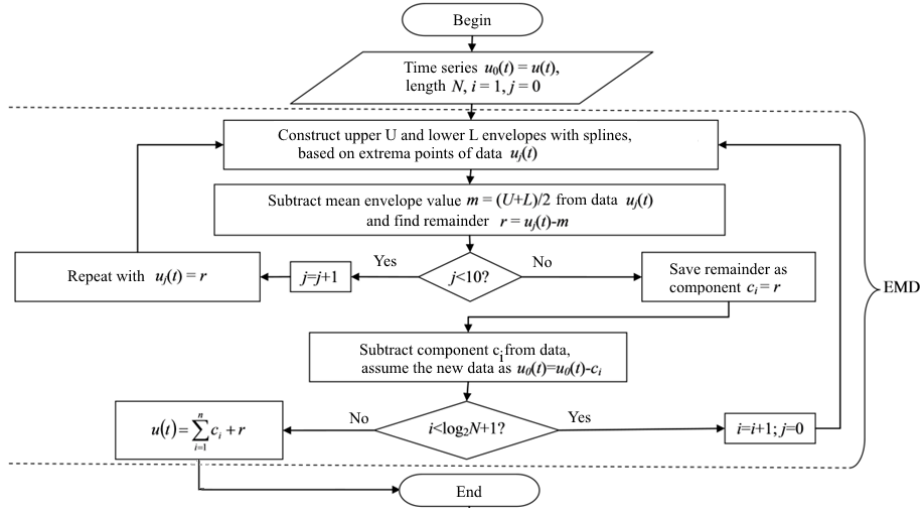 Begin
Time series u₀(t) = u(t),
length N, i = 1, j = 0
Construct upper U and lower L envelopes with splines,
based on extrema points of data uⱼ(t)
Subtract mean envelope value m = (U+L)/2 from data uⱼ(t)
and find remainder r = uⱼ(t)-m
Repeat with uⱼ(t) = r
j=j+1
Yes
j<10?
No
Save remainder as
component cᵢ = r
EMD
Subtract component cᵢ from data,
assume the new data as u₀(t)=u₀(t)-cᵢ
u(t) = ∑ⁿᵢ₌₁ cᵢ + r
No
i<log₂N+1?
Yes
i=i+1; j=0
End